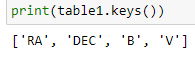 print(table1.keys())
['RA', 'DEC', 'B', 'V']